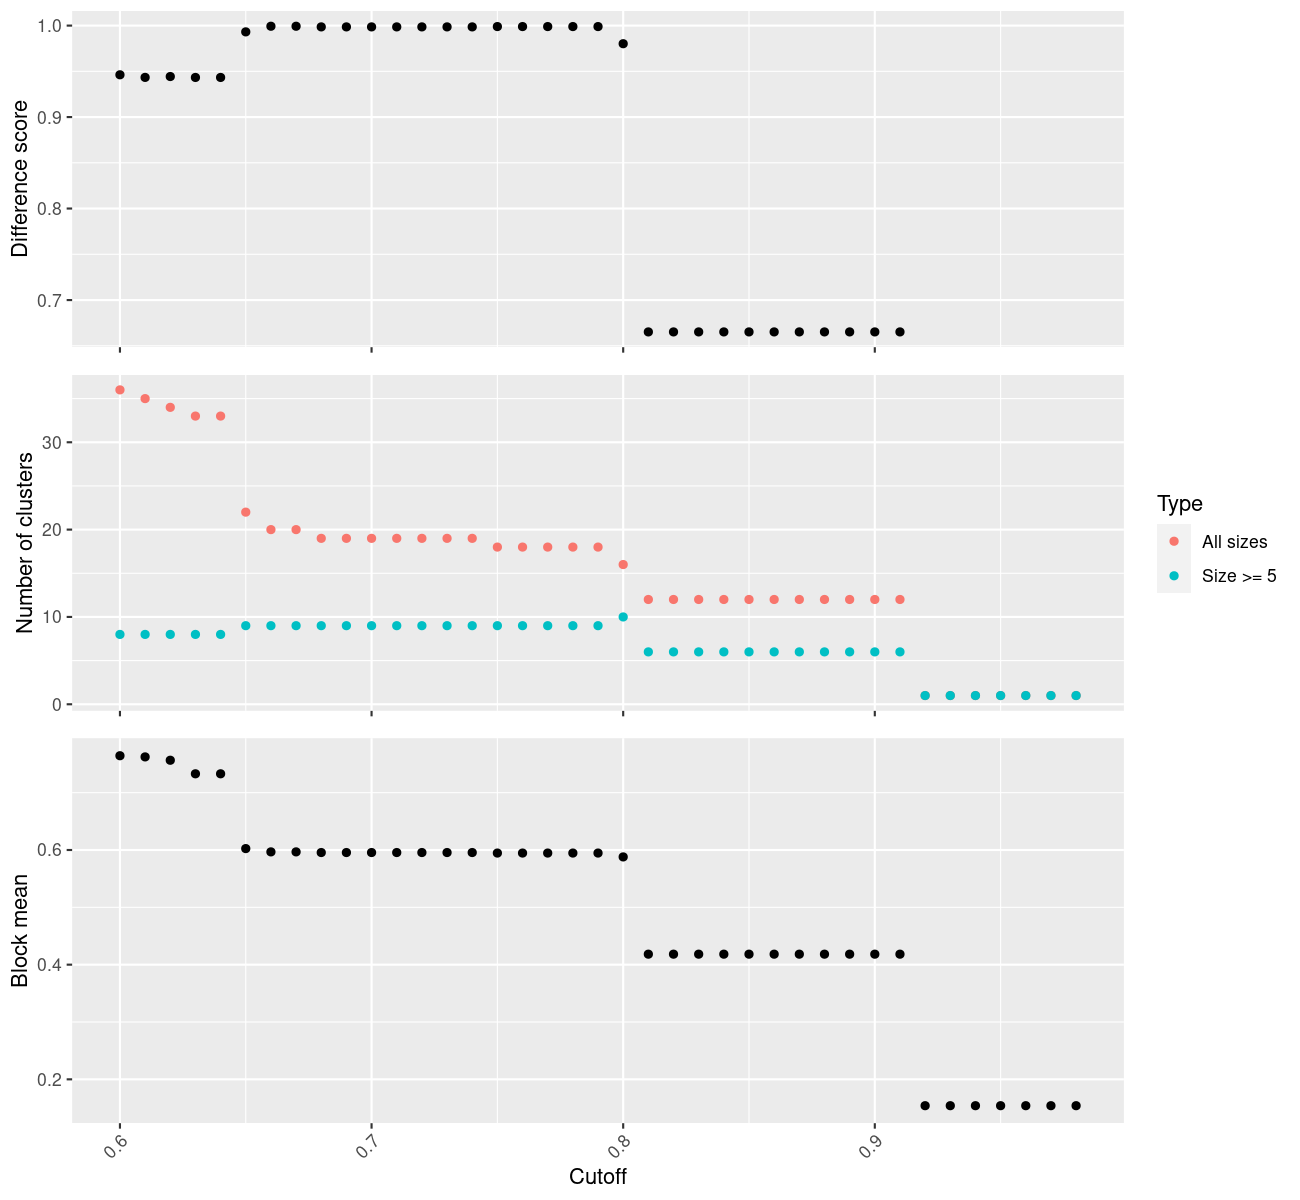 Difference score
1.0
0.9
0.8
0.7
Number of clusters
30
20
10
0
Type
All sizes
Size >= 5
Block mean
0.6
0.4
0.2
0.6
0.7
0.8
0.9
Cutoff